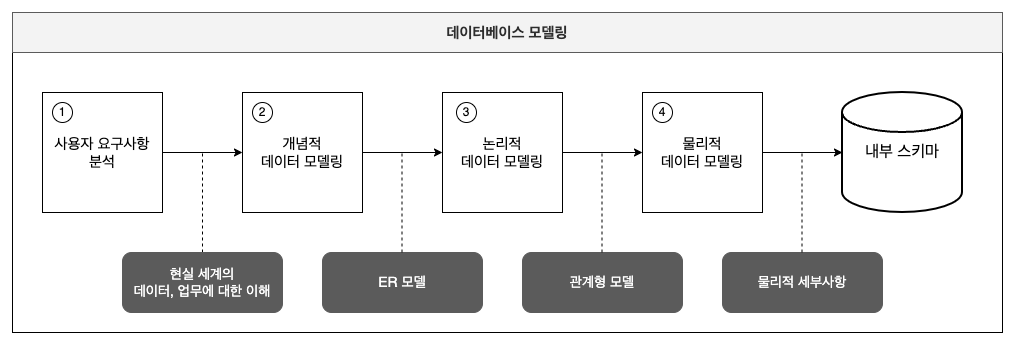 데이터베이스 모델링
1
사용자 요구사항
분석
2
개념적
데이터 모델링
3
논리적
데이터 모델링
4
물리적
데이터 모델링
내부 스키마
현실 세계의
데이터, 업무에 대한 이해
ER 모델
관계형 모델
물리적 세부사항